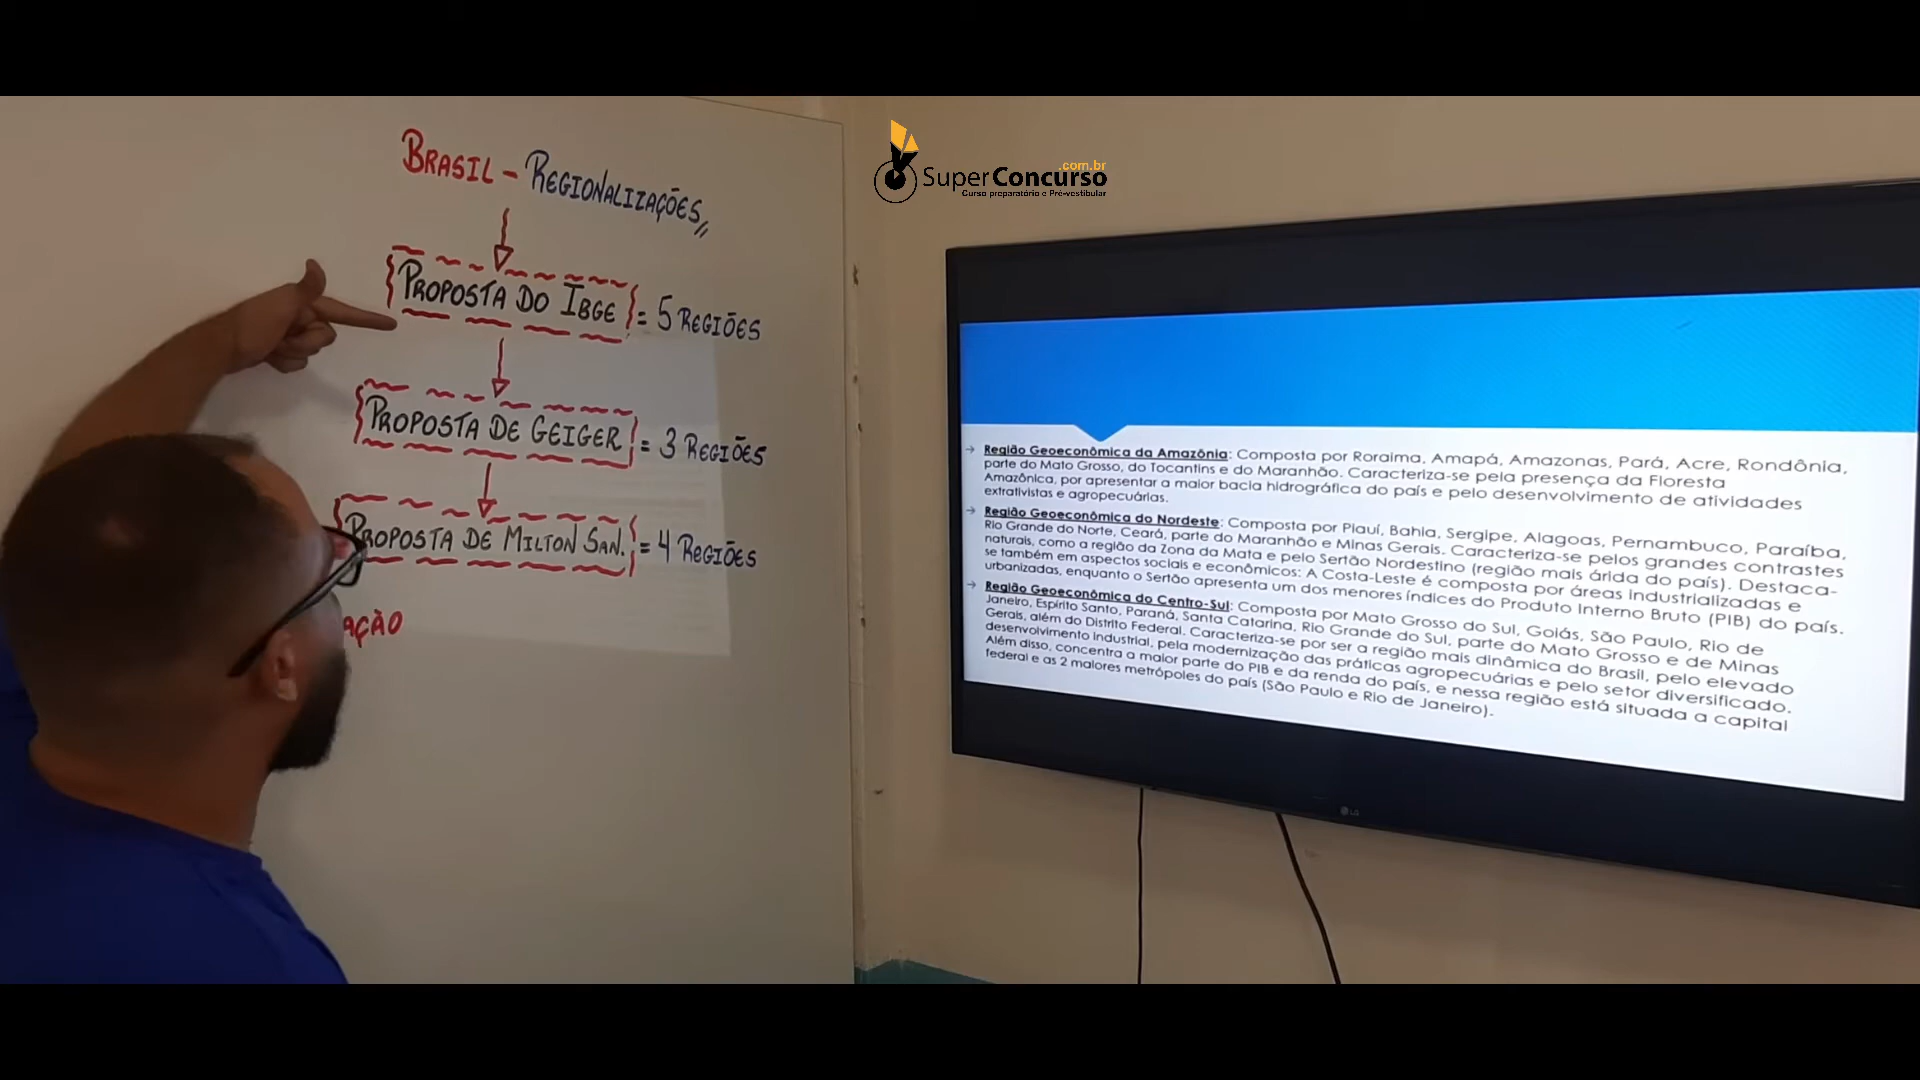 BRASIL - REGIONALIZAÇÕES
PROPOSTA DO IBGE = 5 REGIÕES
PROPOSTA DE GEIGER = 3 REGIÕES
PROPOSTA DE MILTON SAN. = 4 REGIÕES
AÇÃO
.com.br
SuperConcurso
Curso preparatório e Pré-vestibular
→ Região Geoeconômica da Amazônia: Composta por Roraima, Amapá, Amazonas, Pará, Acre, Rondônia,
parte do Mato Grosso, do Tocantins e do Maranhão. Caracteriza-se pela presença da Floresta
Amazônica, por apresentar a maior bacia hidrográfica do país e pelo desenvolvimento de atividades
extrativistas e agropecuárias.
→ Região Geoeconômica do Nordeste: Composta por Piauí, Bahia, Sergipe, Alagoas, Pernambuco, Paraíba,
Rio Grande do Norte, Ceará, parte do Maranhão e Minas Gerais. Caracteriza-se pelos grandes contrastes
naturais, como a região da Zona da Mata e pelo Sertão Nordestino (região mais árida do país). Destaca-
se também em aspectos sociais e econômicos: A Costa-Leste é composta por áreas industrializadas e
urbanizadas, enquanto o Sertão apresenta um dos menores índices do Produto Interno Bruto (PIB) do país.
→ Região Geoeconômica do Centro-Sul: Composta por Mato Grosso do Sul, Goiás, São Paulo, Rio de
Janeiro, Espírito Santo, Paraná, Santa Catarina, Rio Grande do Sul, parte do Mato Grosso e de Minas
Gerais, além do Distrito Federal. Caracteriza-se por ser a região mais dinâmica do Brasil, pelo elevado
desenvolvimento industrial, pela modernização das práticas agropecuárias e pelo setor diversificado.
Além disso, concentra a maior parte do PIB e da renda do país, e nessa região está situada a capital
federal e as 2 maiores metrópoles do país (São Paulo e Rio de Janeiro).
LG